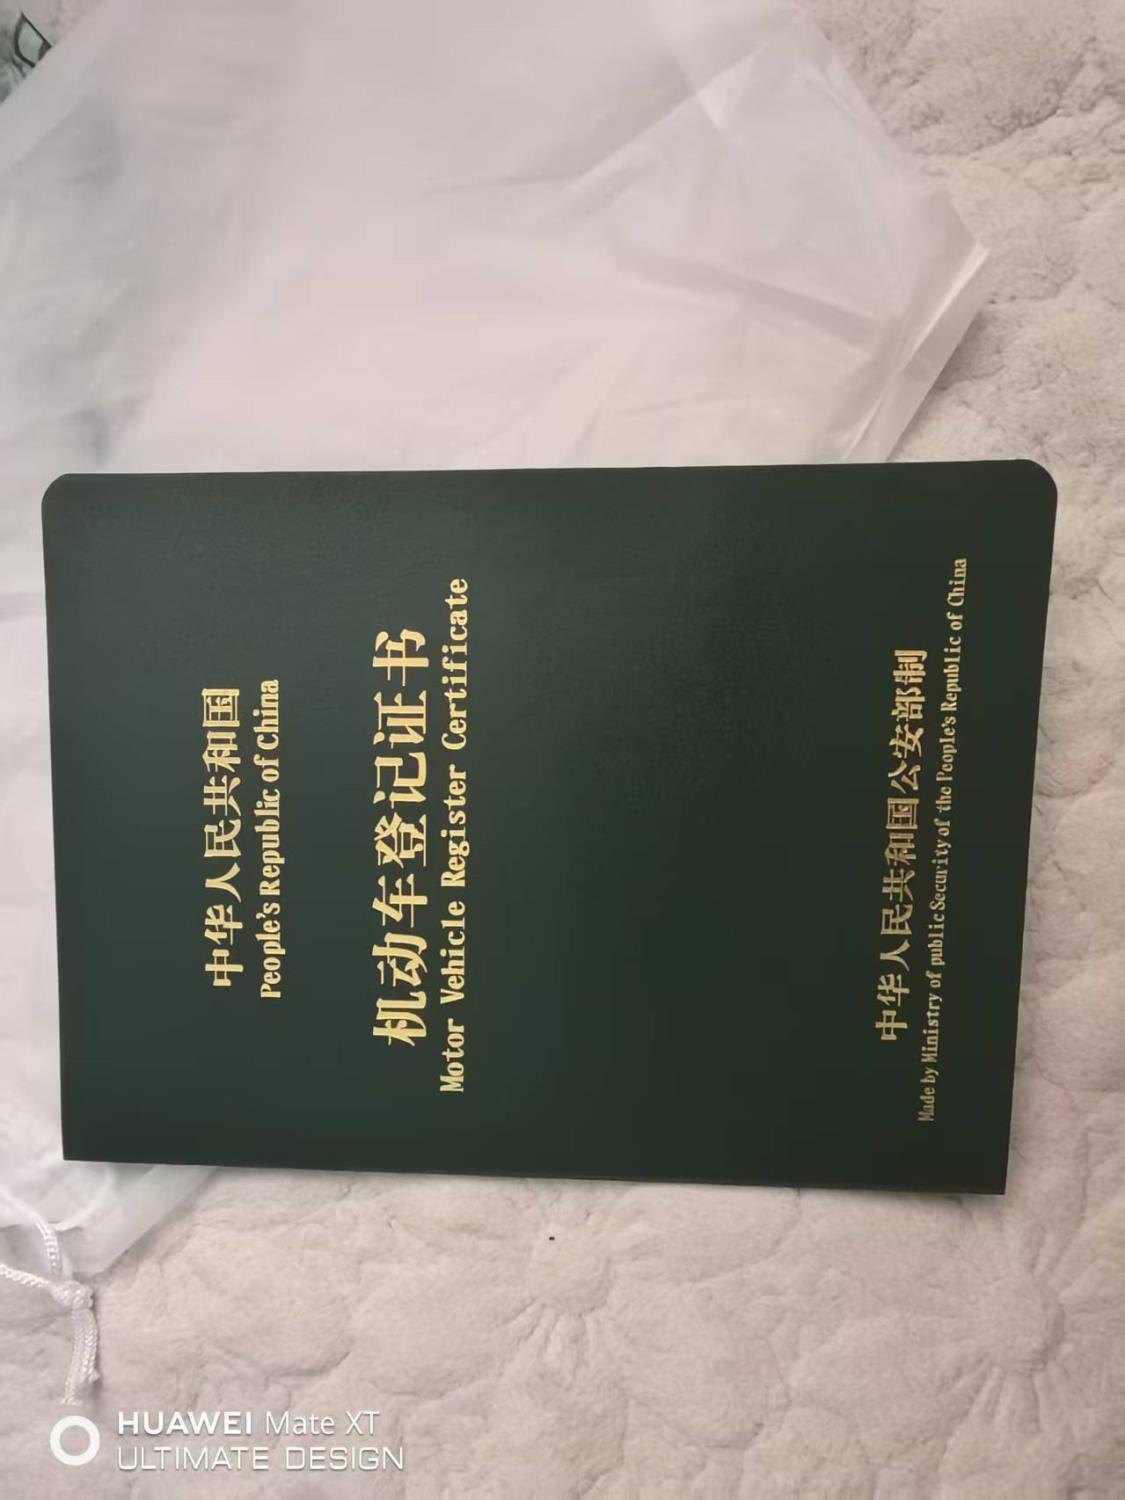 中华人民共和国
People's Republic of China
机动车登记证书
Motor Vehicle Register Certificate
中华人民共和国公安部制
Made by Ministry of public Security of the People's Republic of China
HUAWEI Mate XT
ULTIMATE DESIGN